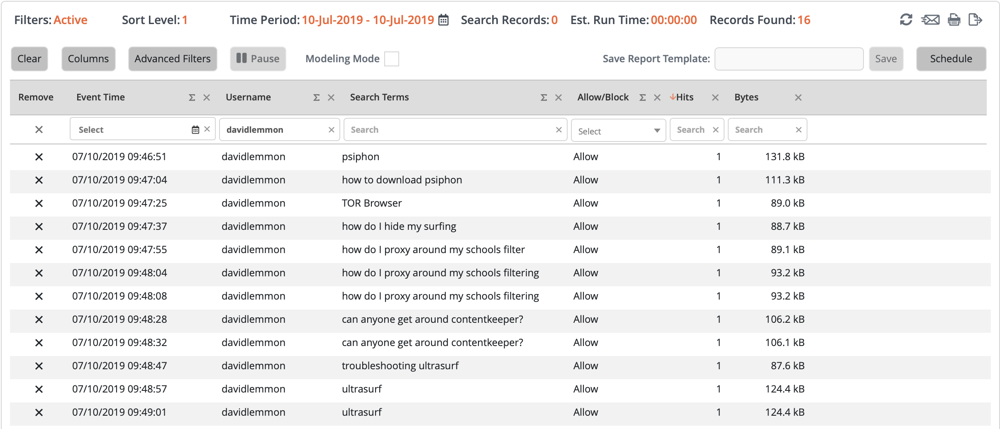 Filters: Active Sort Level: 1 Time Period: 10-Jul-2019 - 10-Jul-2019 Search Records: 0 Est. Run Time: 00:00:00 Records Found: 16
Clear Columns Advanced Filters Pause Modeling Mode Save Report Template: Save Schedule
Remove Event Time Σ Username Σ Search Terms Σ Allow/Block Σ Hits Bytes
Select davidlemmon Search Select Search Search
07/10/2019 09:46:51 davidlemmon psiphon Allow 1 131.8 kB
07/10/2019 09:47:04 davidlemmon how to download psiphon Allow 1 111.3 kB
07/10/2019 09:47:25 davidlemmon TOR Browser Allow 1 89.0 kB
07/10/2019 09:47:37 davidlemmon how do I hide my surfing Allow 1 88.7 kB
07/10/2019 09:47:55 davidlemmon how do I proxy around my schools filter Allow 1 89.1 kB
07/10/2019 09:48:04 davidlemmon how do I proxy around my schools filtering Allow 1 93.2 kB
07/10/2019 09:48:08 davidlemmon how do I proxy around my schools filtering Allow 1 93.2 kB
07/10/2019 09:48:28 davidlemmon can anyone get around contentkeeper? Allow 1 106.2 kB
07/10/2019 09:48:32 davidlemmon can anyone get around contentkeeper? Allow 1 106.1 kB
07/10/2019 09:48:47 davidlemmon troubleshooting ultrasurf Allow 1 87.6 kB
07/10/2019 09:48:57 davidlemmon ultrasurf Allow 1 124.4 kB
07/10/2019 09:49:01 davidlemmon ultrasurf Allow 1 124.4 kB